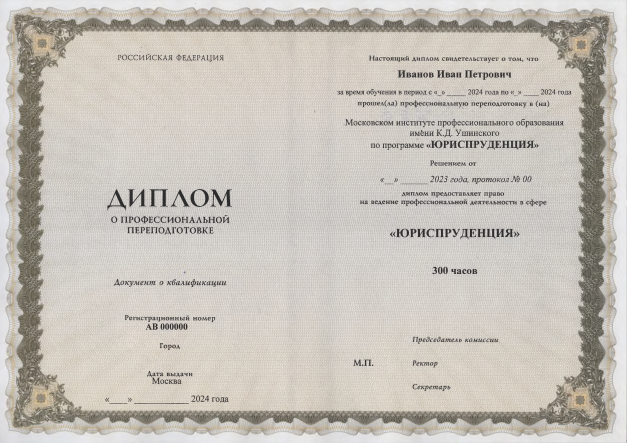 РОССИЙСКАЯ ФЕДЕРАЦИЯ
ДИПЛОМ
О ПРОФЕССИОНАЛЬНОЙ
ПЕРЕПОДГОТОВКЕ
Документ о квалификации
Регистрационный номер
АВ 000000
Город
Дата выдачи
Москва
«____» ____________ 2024 года
Настоящий диплом свидетельствует о том, что
Иванов Иван Петрович
за время обучения в период с «_» _____ 2024 года по «_» ____ 2024 года
прошел(ла) профессиональную переподготовку в (на)
Московском институте профессионального образования
имени К.Д. Ушинского
по программе «ЮРИСПРУДЕНЦИЯ»
Решением от
«__» ______ 2023 года, протокол № 00
диплом предоставляет право
на ведение профессиональной деятельности в сфере
«ЮРИСПРУДЕНЦИЯ»
300 часов
Председатель комиссии
М.П. Ректор
Секретарь